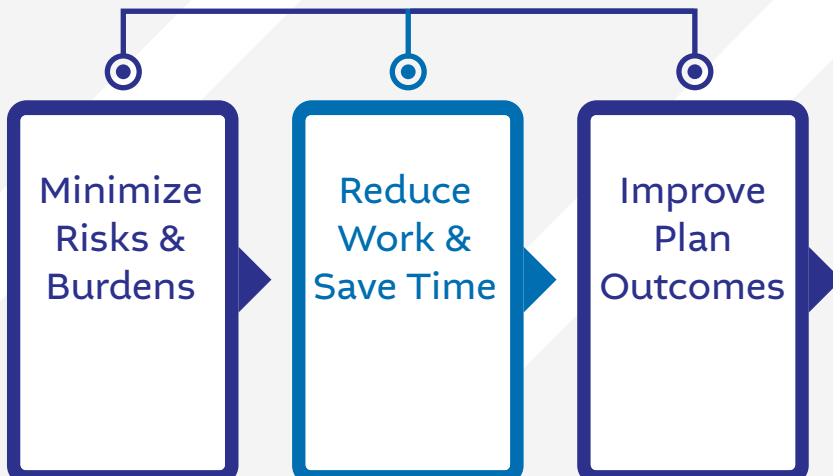 Minimize
Risks &
Burdens
Reduce
Work &
Save Time
Improve
Plan
Outcomes